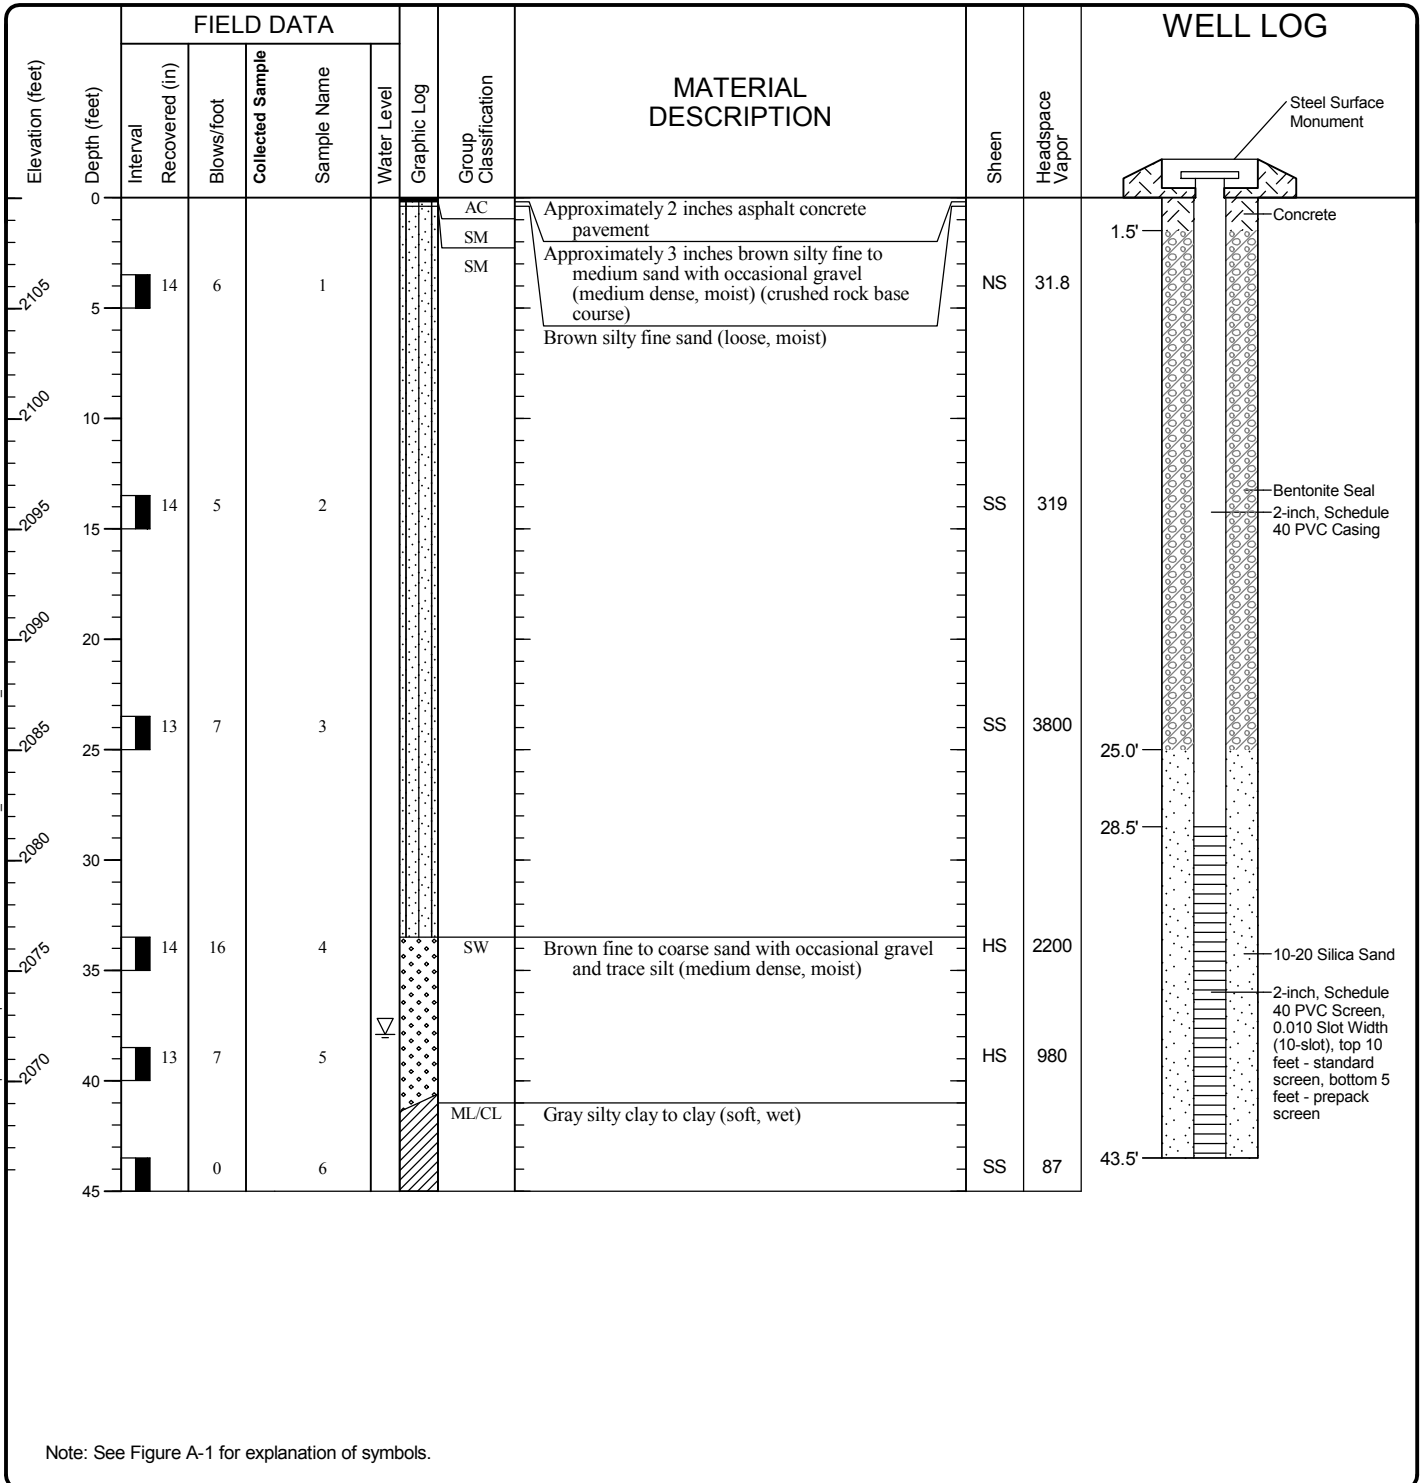 FIELD DATA
WELL LOG
Elevation (feet)
Depth (feet)
Interval
Recovered (in)
Blows/foot
Collected Sample
Sample Name
Water Level
Graphic Log
Group
Classification
MATERIAL
DESCRIPTION
Sheen
Headspace
Vapor
Steel Surface
Monument
0
AC
Approximately 2 inches asphalt concrete
pavement
Concrete
1.5'
SM
Approximately 3 inches brown silty fine to
medium sand with occasional gravel
(medium dense, moist) (crushed rock base
course)
SM
2105
14
6
1
NS
31.8
5
Brown silty fine sand (loose, moist)
2100
10
Bentonite Seal
2095
14
5
2
SS
319
2-inch, Schedule
40 PVC Casing
15
2090
20
2085
13
7
3
SS
3800
25
25.0'
28.5'
2080
30
2075
14
16
4
SW
Brown fine to coarse sand with occasional gravel
and trace silt (medium dense, moist)
HS
2200
10-20 Silica Sand
35
2-inch, Schedule
40 PVC Screen,
0.010 Slot Width
(10-slot), top 10
feet - standard
screen, bottom 5
feet - prepack
screen
2070
13
7
5
HS
980
40
ML/CL
Gray silty clay to clay (soft, wet)
43.5'
0
6
SS
87
45
Note: See Figure A-1 for explanation of symbols.